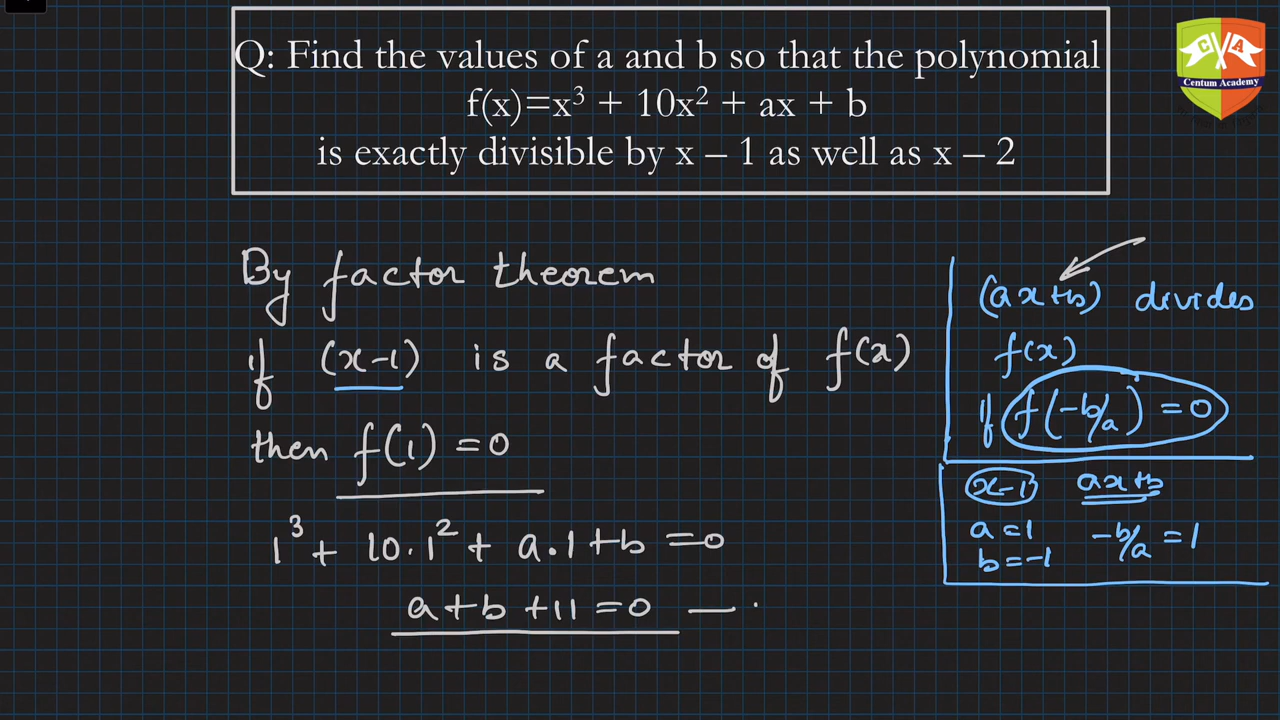 Q: Find the values of a and b so that the polynomial
f(x)=x³ + 10x² + ax + b
is exactly divisible by x – 1 as well as x – 2
CA
Centum Academy
By factor theorem
If (x-1) is a factor of f(x)
then f(1) = 0
1³ + 10·1² + a·1 + b = 0
a + b + 11 = 0 —
(ax+b) divides
f(x)
if f(-b/a) = 0
x-1 ax+b
a = 1 -b/a = 1
b = -1